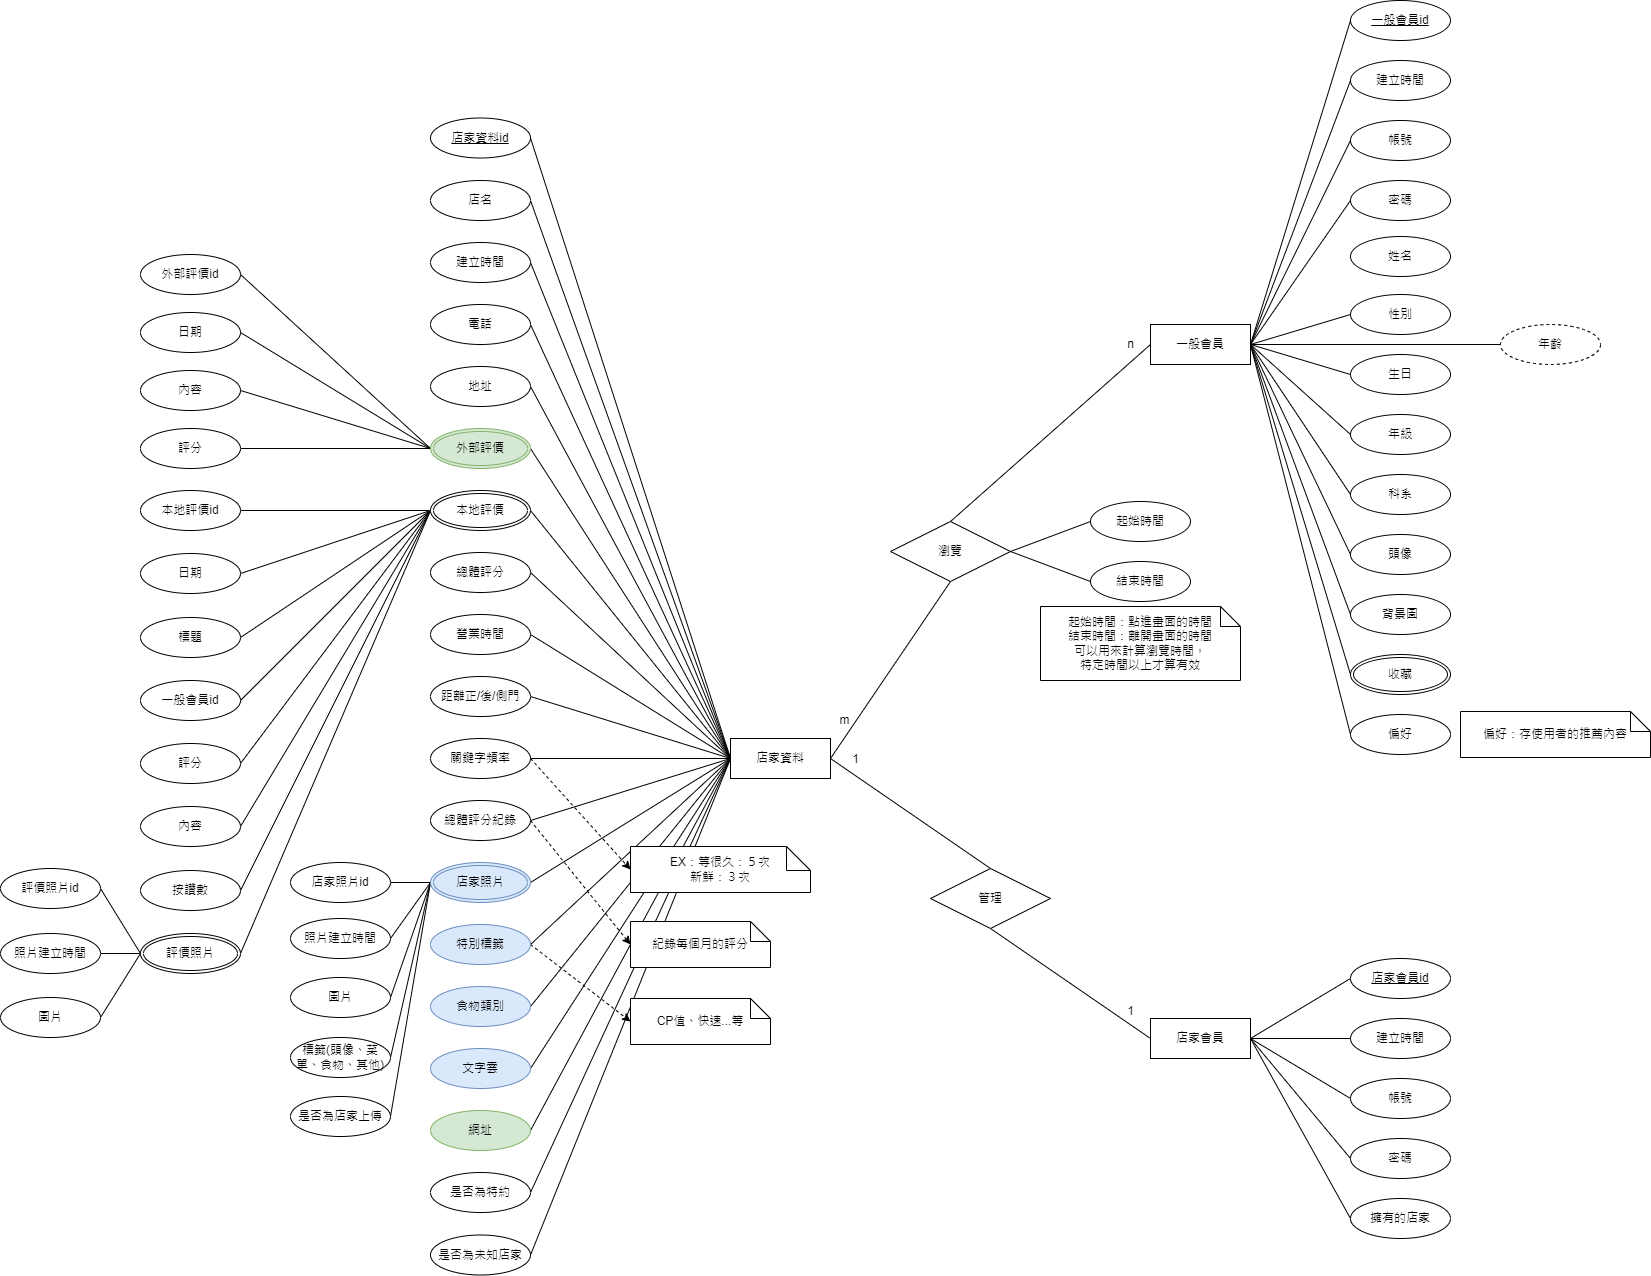 一般會員id
建立時間
帳號
密碼
姓名
性別
年齡
生日
年級
科系
頭像
背景圖
收藏
偏好
偏好：存使用者的推薦內容
一般會員
n
瀏覽
起始時間
結束時間
起始時間：點進畫面的時間
結束時間：離開畫面的時間
可以用來計算瀏覽時間，
特定時間以上才算有效
m
1
店家資料
管理
1
店家會員
店家會員id
建立時間
帳號
密碼
擁有的店家
店家資料id
店名
建立時間
電話
地址
外部評價
本地評價
總體評分
營業時間
距離正/後/側門
關鍵字頻率
總體評分紀錄
店家照片
特別標籤
食物類別
文字雲
網址
是否為特約
是否為未知店家
EX：等很久：５次
新鮮：３次
紀錄每個月的評分
CP值、快速...等
外部評價id
日期
內容
評分
本地評價id
日期
標題
一般會員id
評分
內容
按讚數
評價照片
評價照片id
照片建立時間
圖片
店家照片id
照片建立時間
圖片
標籤(頭像、菜
單、食物、其他)
是否為店家上傳